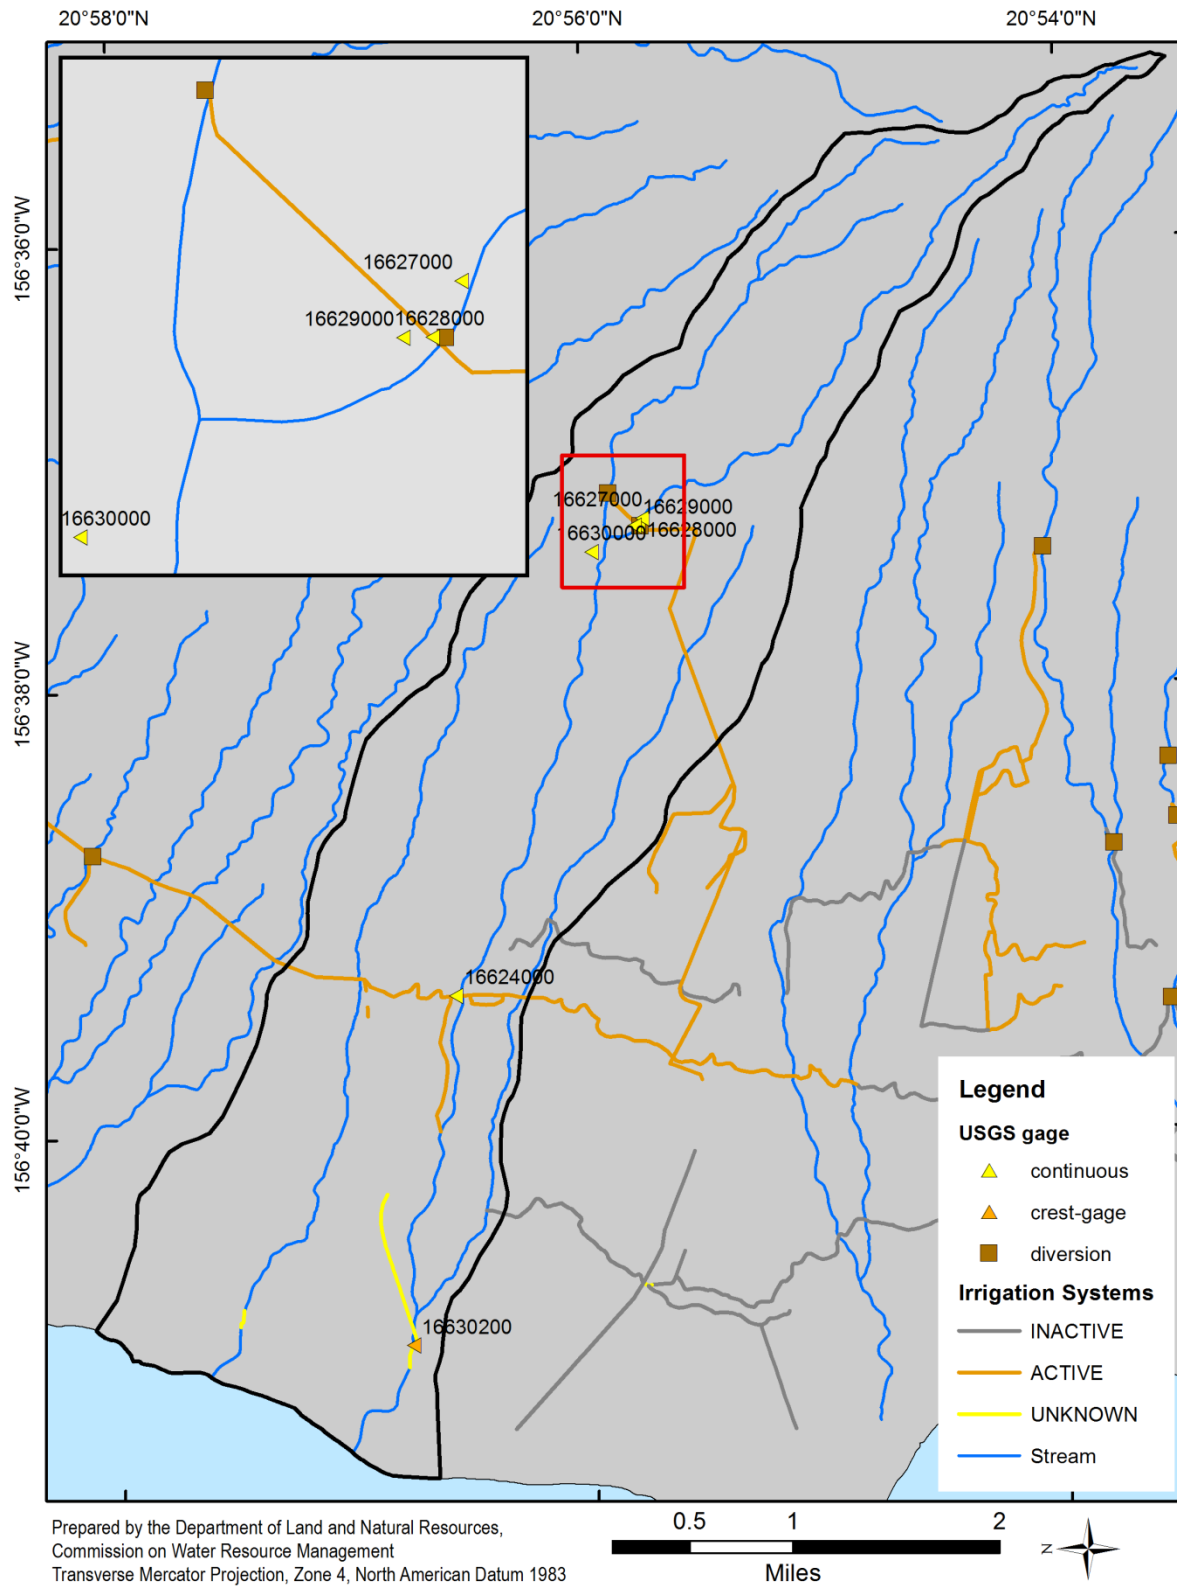 20°58'0"N
20°56'0"N
20°54'0"N
156°36'0"W
156°38'0"W
156°40'0"W
16627000
16629000
16628000
16630000
16627000
16629000
16628000
16630000
16624000
16630200
Legend
USGS gage
continuous
crest-gage
diversion
Irrigation Systems
INACTIVE
ACTIVE
UNKNOWN
Stream
Prepared by the Department of Land and Natural Resources,
Commission on Water Resource Management
Transverse Mercator Projection, Zone 4, North American Datum 1983
0.5 1 2
Miles
N